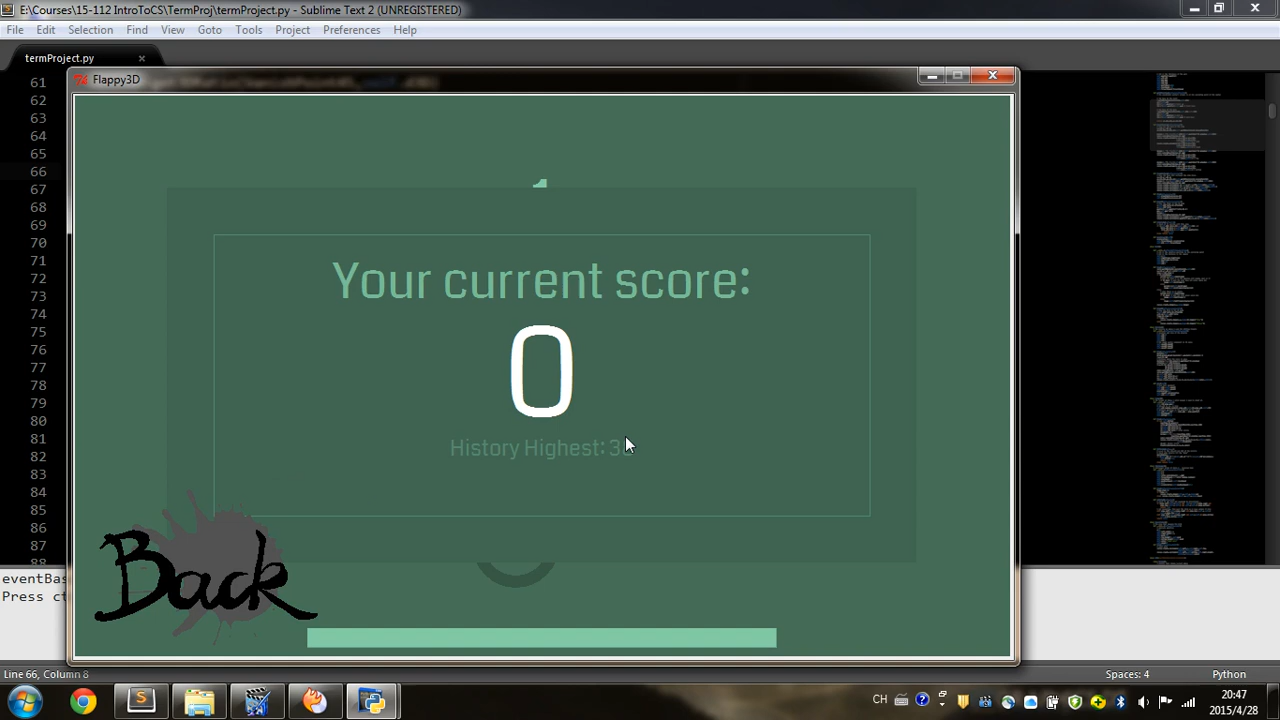 E:\Courses\15-112 IntroToCS\TermProj\termProject.py - Sublime Text 2 (UNREGISTERED)
File Edit Selection Find View Goto Tools Project Preferences Help
termProject.py
61
62
63
64
65
66
67
68
69
70
71
72
73
74
75
76
77
78
79
80
81
82
83
84
85
86
87
88
Flappy3D
1
Your current score:
0
Highest:
Back
eventBas
Press ct
Line 66, Column 8
Spaces: 4
Python
CH
20:47
2015/4/28